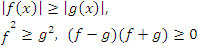 |f(x)| ≥ |g(x)|,
f² ≥ g², (f − g)(f + g) ≥ 0